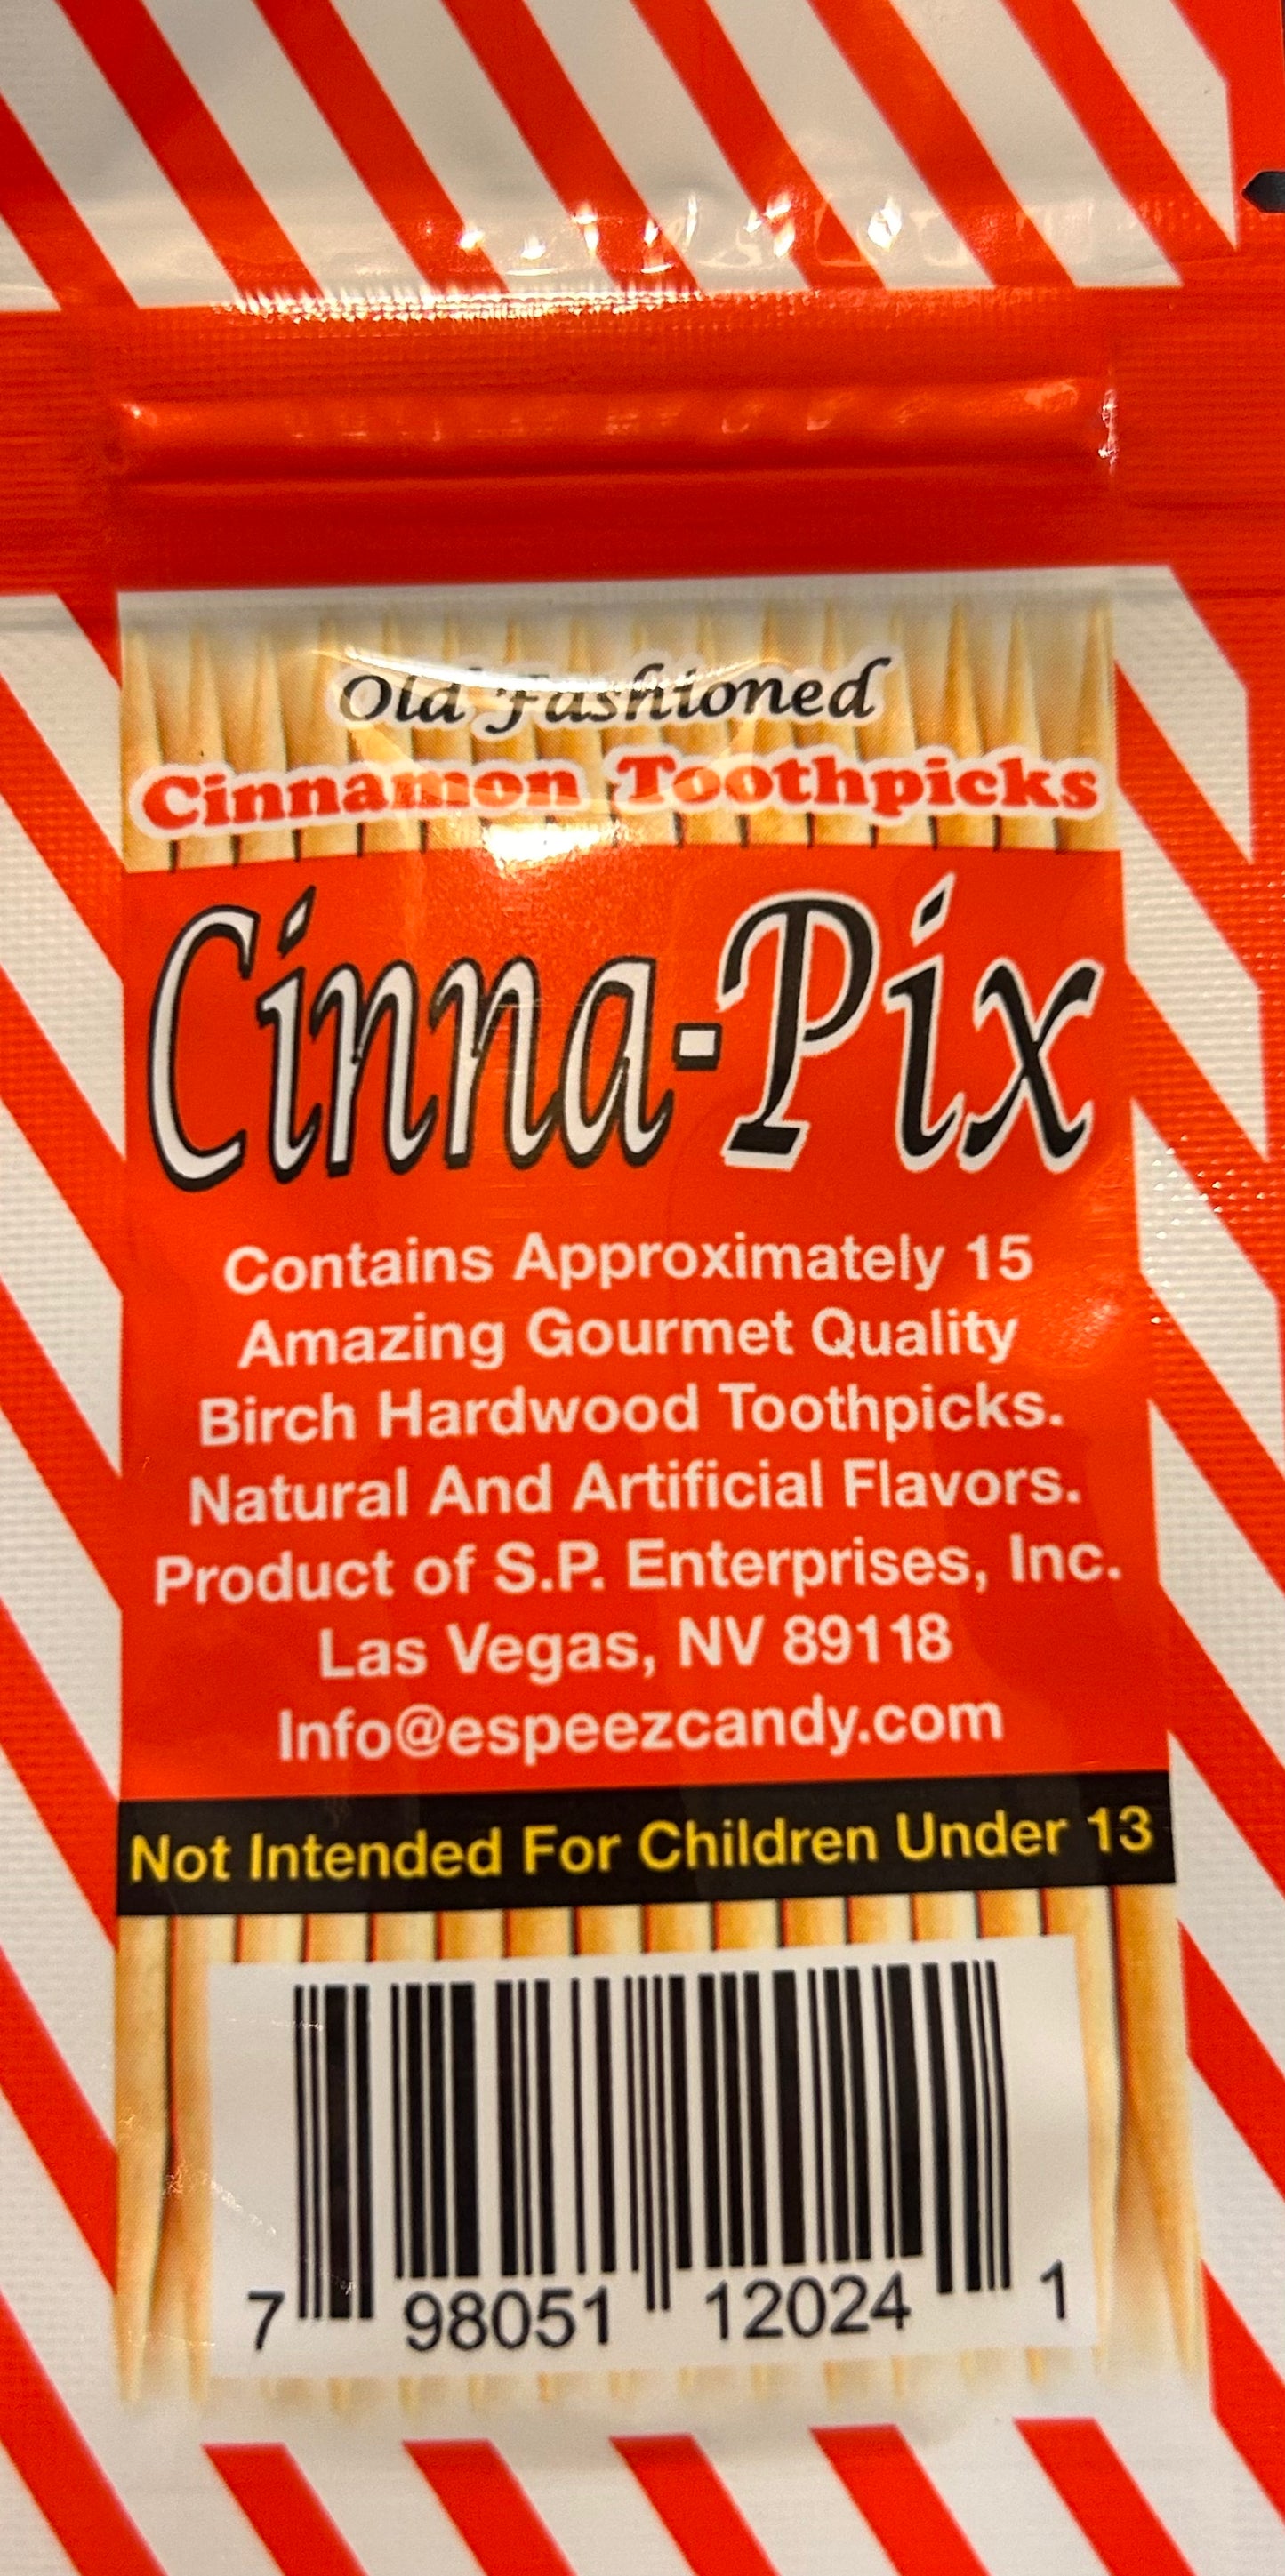 Old Fashioned
Cinnamon Toothpicks
Cinna-Pix
Contains Approximately 15
Amazing Gourmet Quality
Birch Hardwood Toothpicks.
Natural And Artificial Flavors.
Product of S.P. Enterprises, Inc.
Las Vegas, NV 89118
Info@espeezcandy.com
Not Intended For Children Under 13
7 98051 12024 1